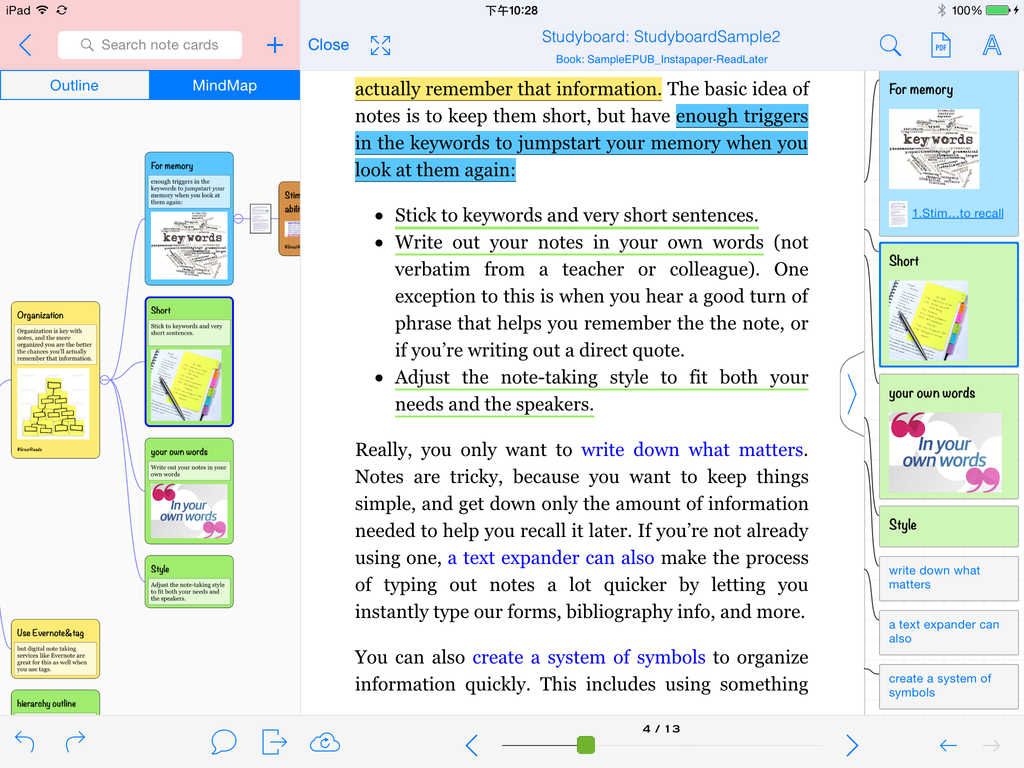 iPad
下午10:28
100%
Search note cards
Close
Studyboard: StudyboardSample2
Book: SampleEPUB_Instapaper-ReadLater
PDF
A
Outline
MindMap
For memory
enough triggers in the
keywords to jumpstart your
memory when you look at
them again:
keywords
Stim
abili
Organization
Organization is key with
notes, and the more
organized you are the better
the chances you'll actually
remember that information.
Short
Stick to keywords and very
short sentences.
your own words
Write out your notes in your
own words
In your
own words
Style
Adjust the note-taking style
to fit both your needs and
the speakers.
Use Evernote&tag
but digital note taking
services like Evernote are
great for this as well when
you use tags.
hierarchy outline
actually remember that information. The basic idea of
notes is to keep them short, but have enough triggers
in the keywords to jumpstart your memory when you
look at them again:
• Stick to keywords and very short sentences.
• Write out your notes in your own words (not
verbatim from a teacher or colleague). One
exception to this is when you hear a good turn of
phrase that helps you remember the the note, or
if you're writing out a direct quote.
• Adjust the note-taking style to fit both your
needs and the speakers.
Really, you only want to write down what matters.
Notes are tricky, because you want to keep things
simple, and get down only the amount of information
needed to help you recall it later. If you're not already
using one, a text expander can also make the process
of typing out notes a lot quicker by letting you
instantly type our forms, bibliography info, and more.
You can also create a system of symbols to organize
information quickly. This includes using something
For memory
keywords
1.Stim...to recall
Short
your own words
In your
own words
Style
write down what
matters
a text expander can
also
create a system of
symbols
4 / 13